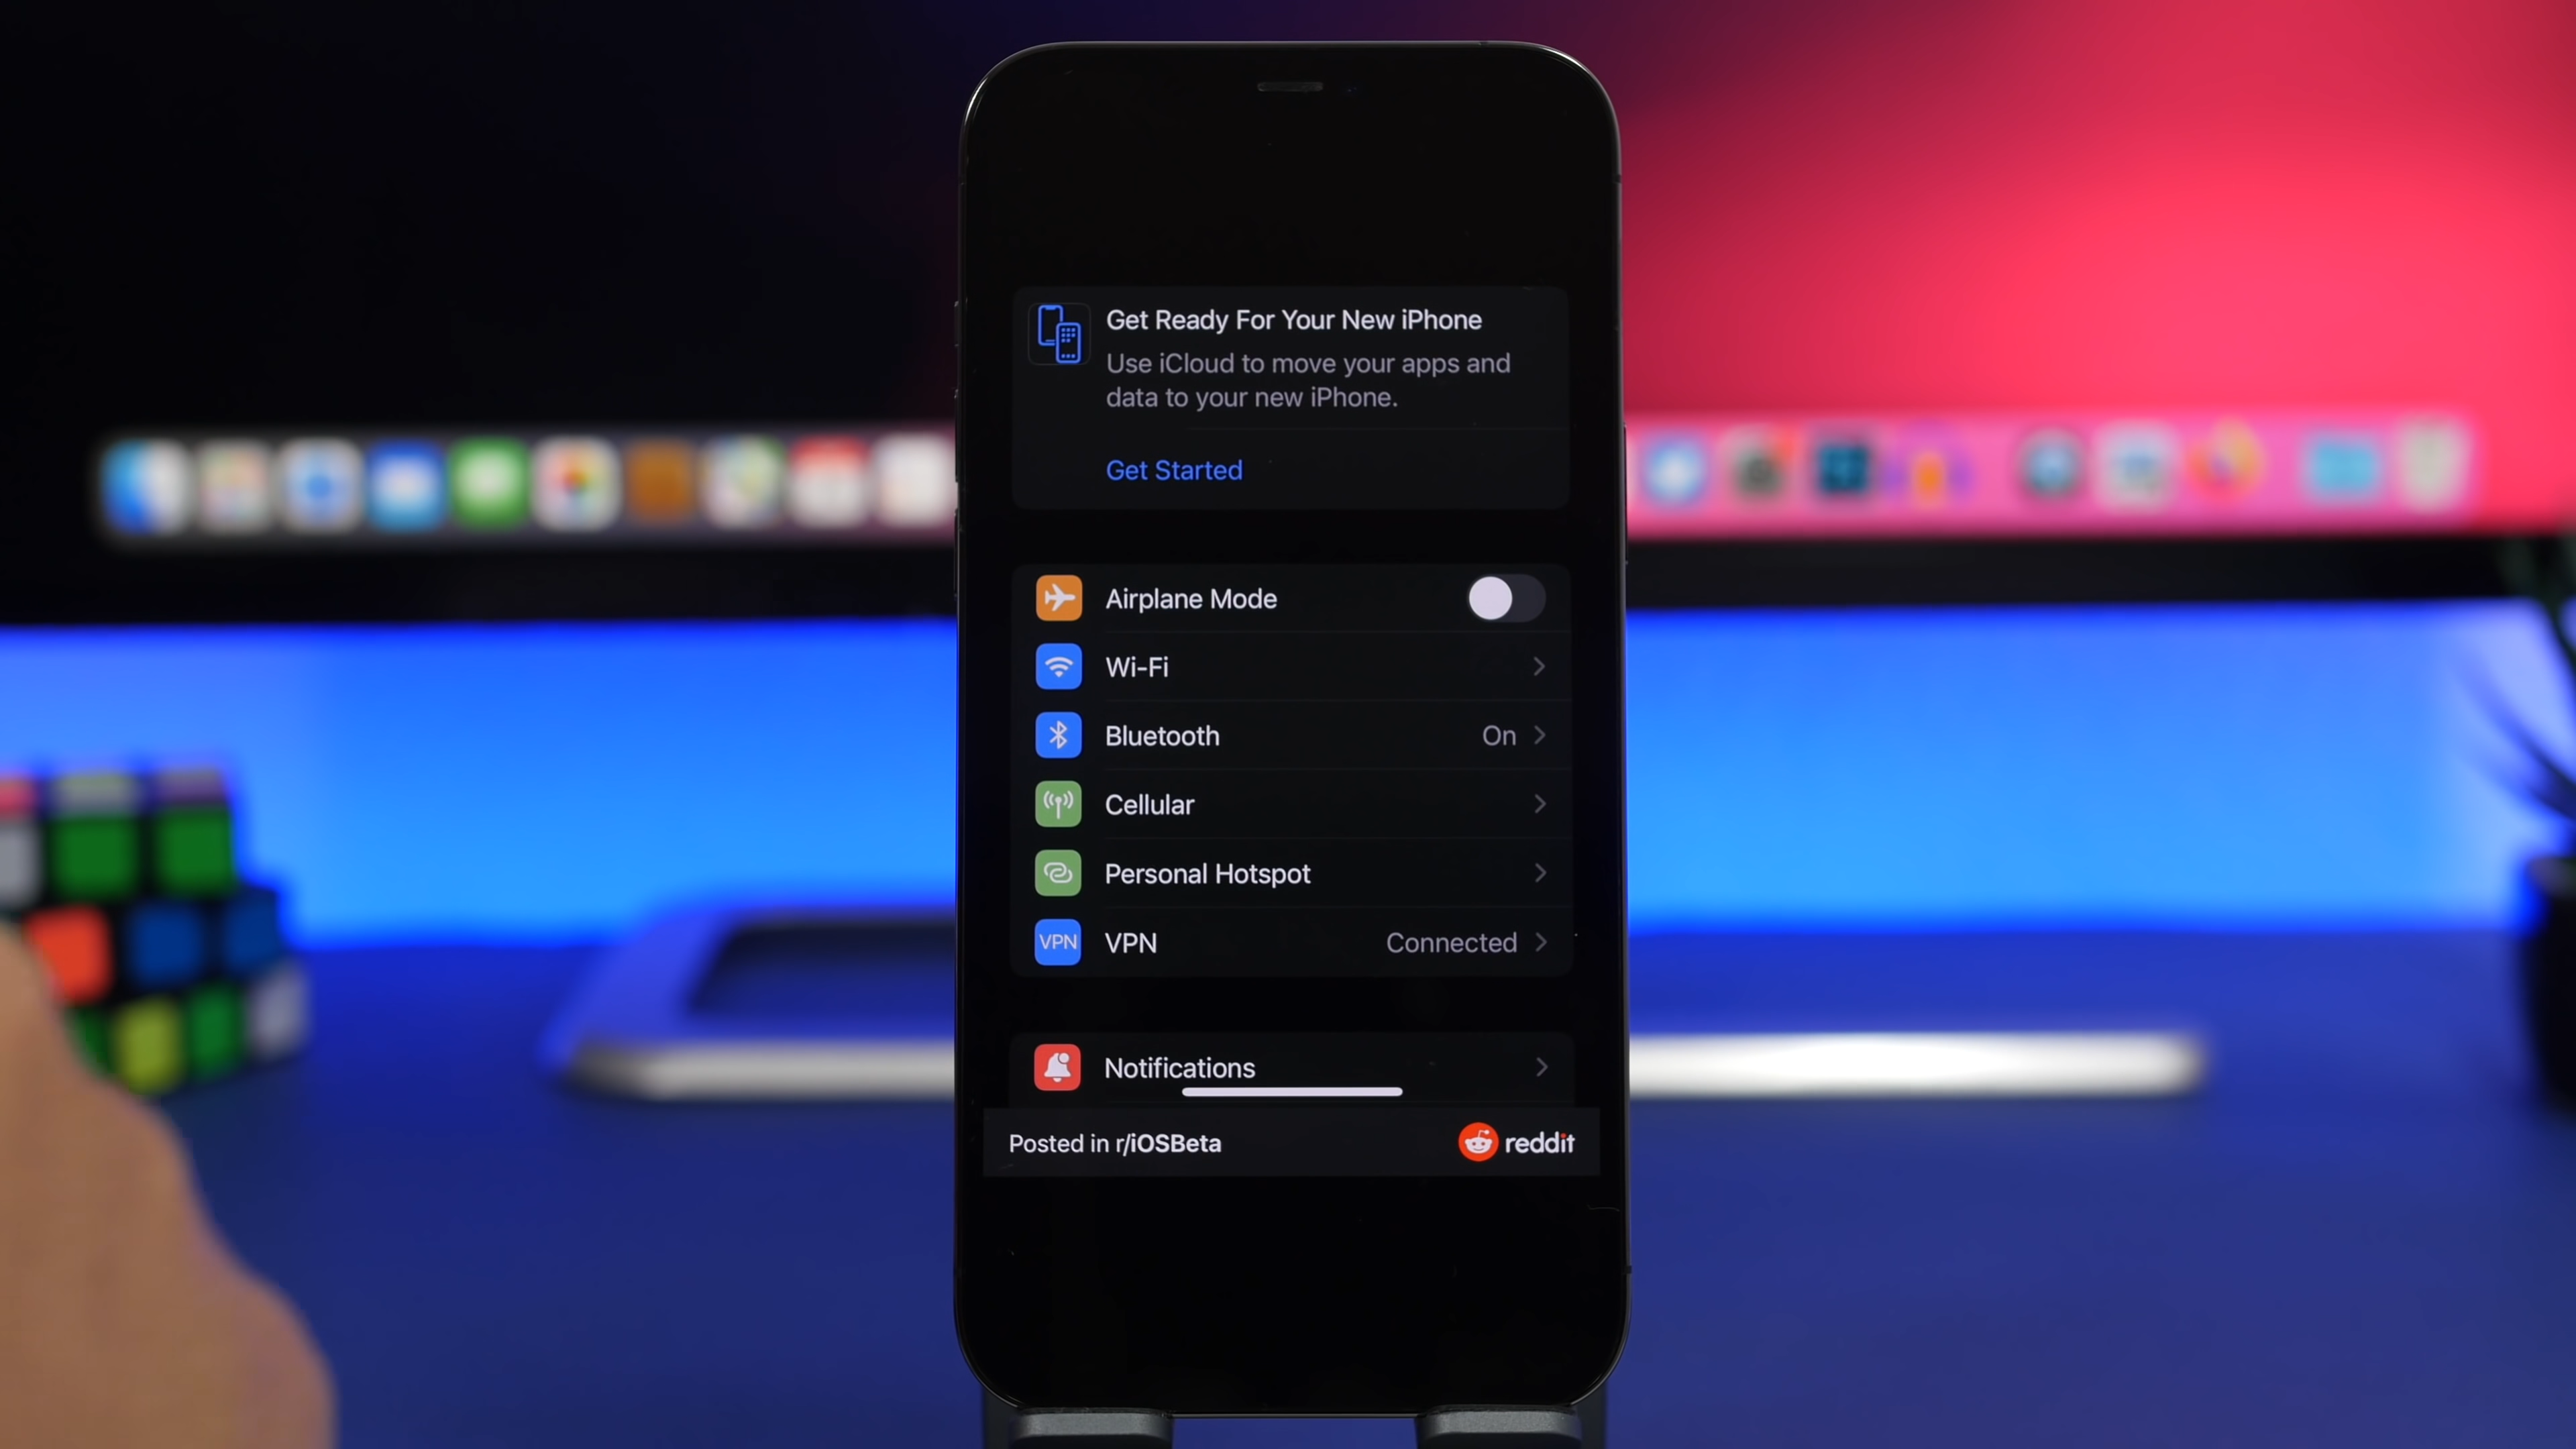 Get Ready For Your New iPhone
Use iCloud to move your apps and
data to your new iPhone.
Get Started
Airplane Mode
Wi-Fi
Bluetooth On
Cellular
Personal Hotspot
VPN VPN Connected
Notifications
Posted in r/iOSBeta reddit